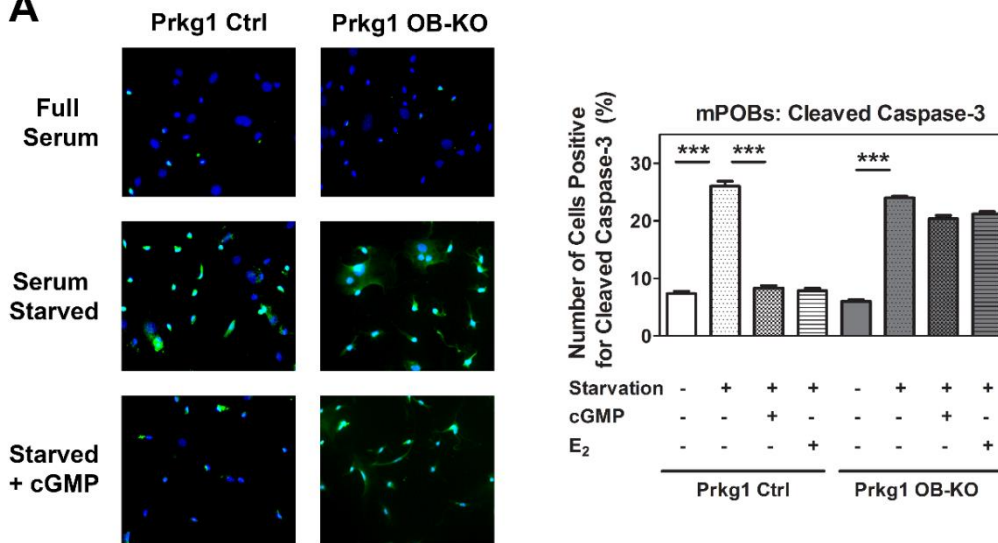 A
Prkg1 Ctrl Prkg1 OB-KO
Full
Serum
Serum
Starved
Starved
+ cGMP
mPOBs: Cleaved Caspase-3
Number of Cells Positive
for Cleaved Caspase-3 (%)
*** *** ***
30
20
10
0
Starvation - + + + - + + +
cGMP - - + - - - + -
E₂ - - - + - - - +
Prkg1 Ctrl Prkg1 OB-KO